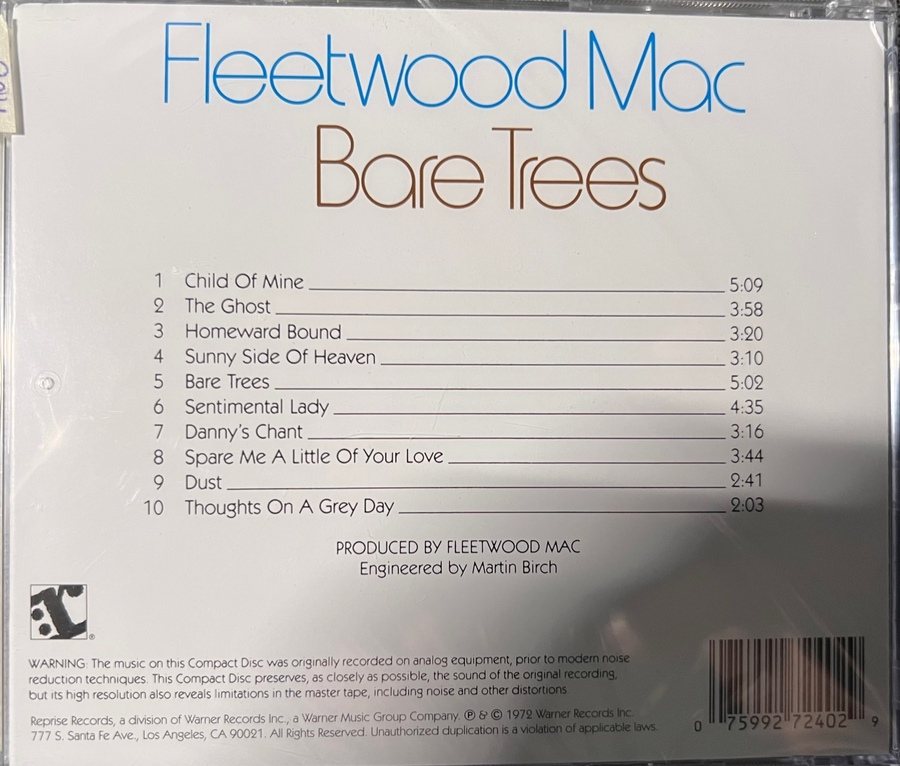 Fleetwood Mac
Bare Trees
1 Child Of Mine 5:09
2 The Ghost 3:58
3 Homeward Bound 3:20
4 Sunny Side Of Heaven 3:10
5 Bare Trees 5:02
6 Sentimental Lady 4:35
7 Danny's Chant 3:16
8 Spare Me A Little Of Your Love 3:44
9 Dust 2:41
10 Thoughts On A Grey Day 2:03
PRODUCED BY FLEETWOOD MAC
Engineered by Martin Birch
WARNING: The music on this Compact Disc was originally recorded on analog equipment, prior to modern noise
reduction techniques. This Compact Disc preserves, as closely as possible, the sound of the original recording,
but its high resolution also reveals limitations in the master tape, including noise and other distortions.
Reprise Records, a division of Warner Records Inc., a Warner Music Group Company. ℗ & © 1972 Warner Records Inc.
777 S. Santa Fe Ave., Los Angeles, CA 90021. All Rights Reserved. Unauthorized duplication is a violation of applicable laws.
0 75992 72402 9